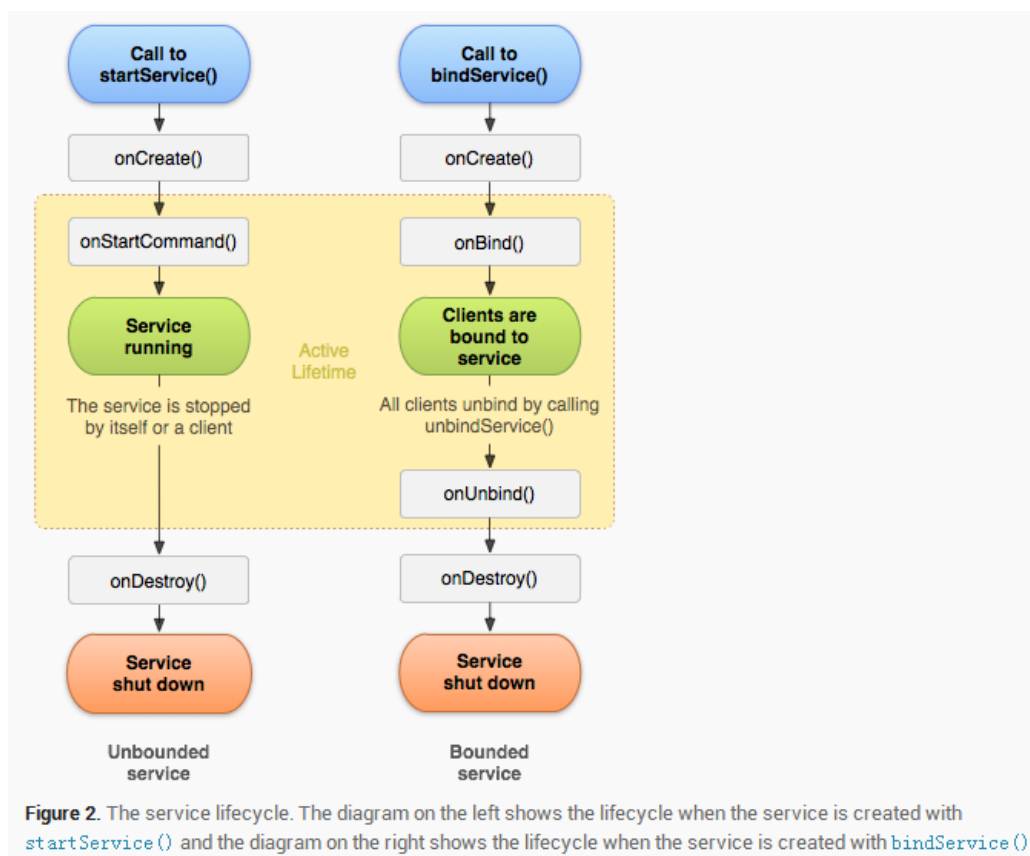 Call to
startService()
onCreate()
onStartCommand()
Service
running
The service is stopped
by itself or a client
onDestroy()
Service
shut down
Unbounded
service
Active
Lifetime
Call to
bindService()
onCreate()
onBind()
Clients are
bound to
service
All clients unbind by calling
unbindService()
onUnbind()
onDestroy()
Service
shut down
Bounded
service
Figure 2. The service lifecycle. The diagram on the left shows the lifecycle when the service is created with
startService() and the diagram on the right shows the lifecycle when the service is created with bindService()